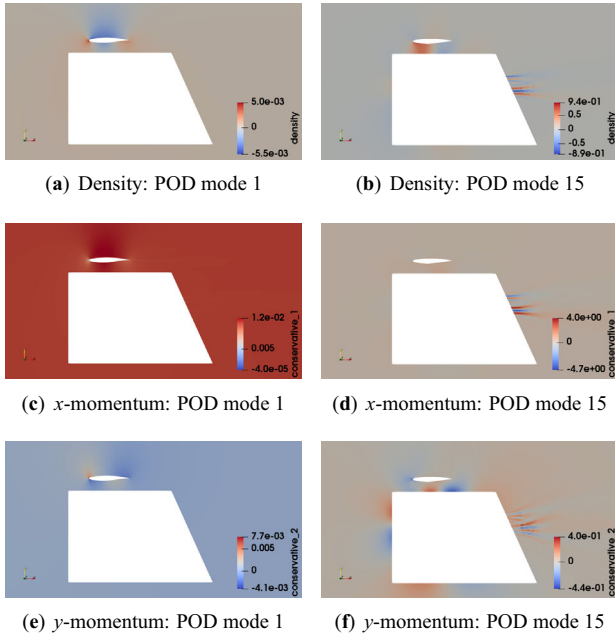 5.0e-03
0
-5.5e-03
density
9.4e-01
0.5
0
-0.5
-8.9e-01
density
(a) Density: POD mode 1
(b) Density: POD mode 15
1.2e-02
0.005
-4.0e-05
conservative_1
4.0e+00
0
-4.7e+00
conservative_1
(c) x-momentum: POD mode 1
(d) x-momentum: POD mode 15
7.7e-03
0.005
0
-4.1e-03
conservative_2
4.0e-01
0
-4.4e-01
conservative_2
(e) y-momentum: POD mode 1
(f) y-momentum: POD mode 15